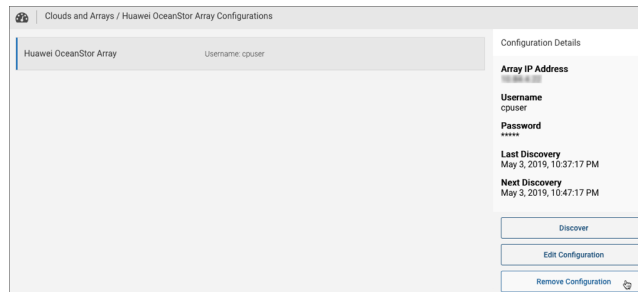 Clouds and Arrays / Huawei OceanStor Array Configurations
Huawei OceanStor Array
Username: cpuser
Configuration Details
Array IP Address
Username
cpuser
Password
*****
Last Discovery
May 3, 2019, 10:37:17 PM
Next Discovery
May 3, 2019, 10:47:17 PM
Discover
Edit Configuration
Remove Configuration